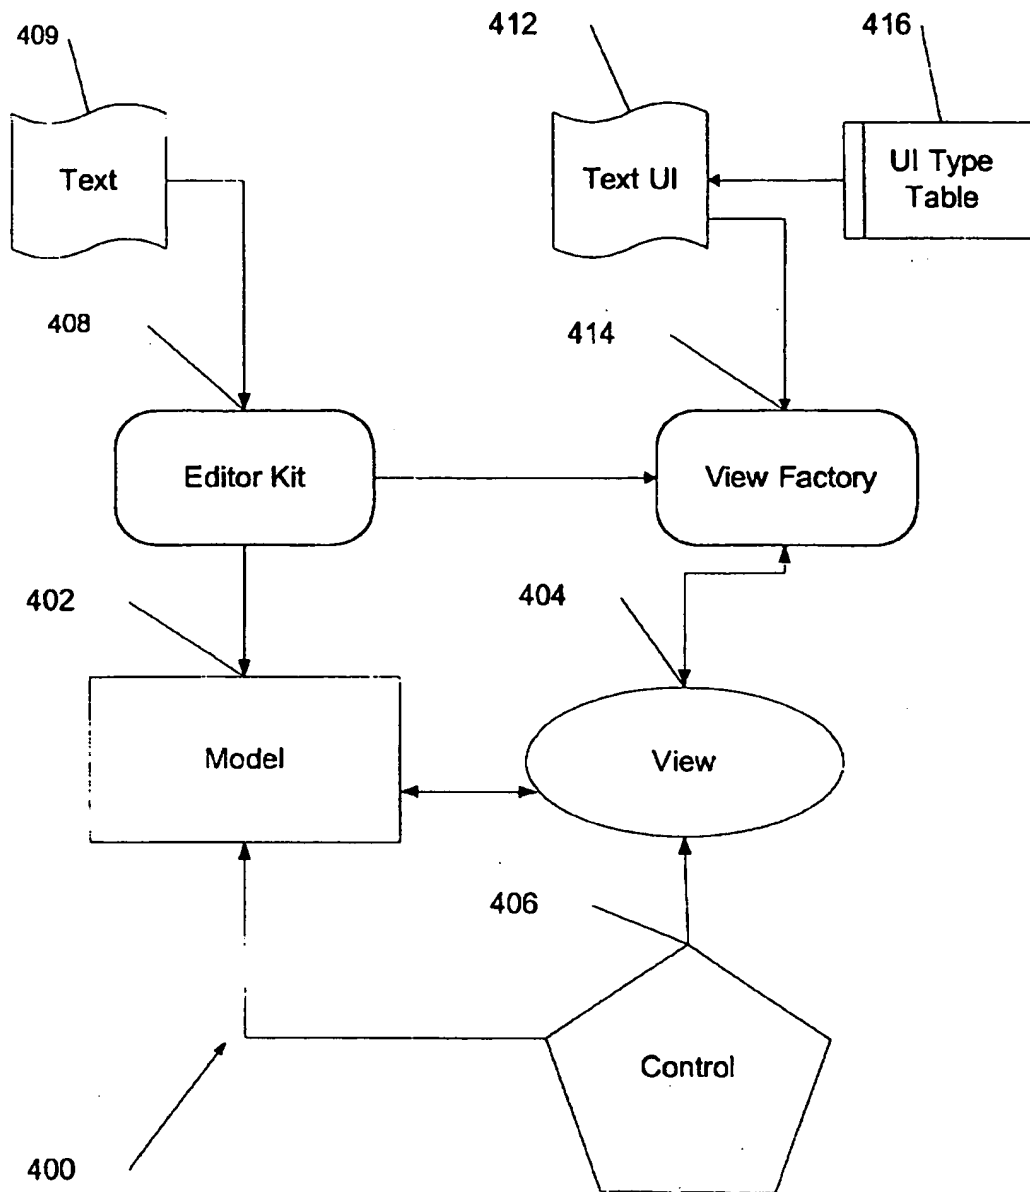 409
412
416
Text
Text UI
UI Type
Table
408
414
Editor Kit
View Factory
402
404
Model
View
406
Control
400